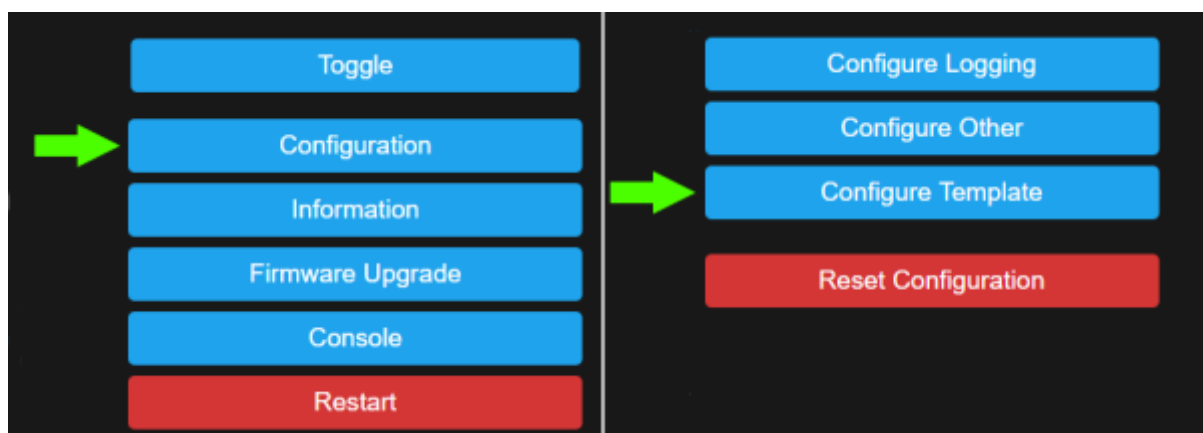 Toggle
Configuration
Information
Firmware Upgrade
Console
Restart
Configure Logging
Configure Other
Configure Template
Reset Configuration